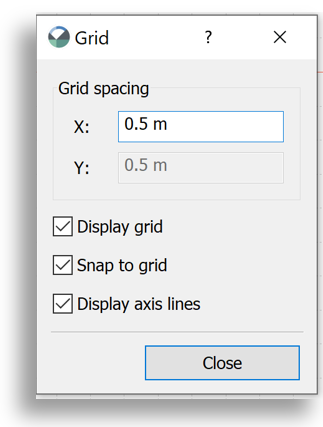 Grid ?
Grid spacing
X: 0.5 m
Y: 0.5 m
Display grid
Snap to grid
Display axis lines
Close